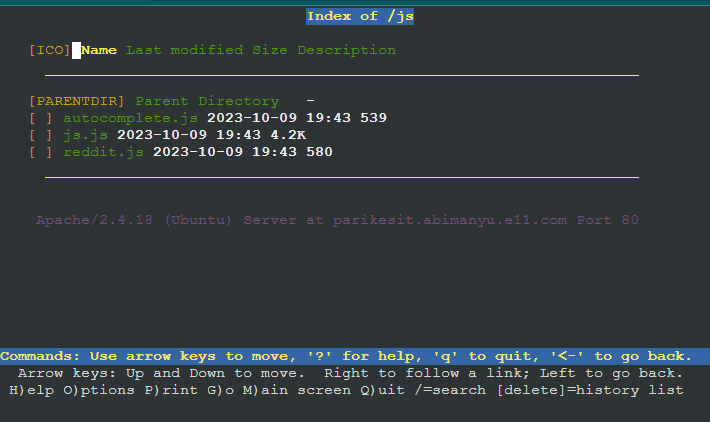 Index of /js
[ICO] Name Last modified Size Description
[PARENTDIR] Parent Directory -
[ ] autocomplete.js 2023-10-09 19:43 539
[ ] js.js 2023-10-09 19:43 4.2K
[ ] reddit.js 2023-10-09 19:43 580
Apache/2.4.18 (Ubuntu) Server at parikesit.abimanyu.e11.com Port 80
Commands: Use arrow keys to move, '?' for help, 'q' to quit, '<-' to go back.
Arrow keys: Up and Down to move.  Right to follow a link; Left to go back.
H)elp O)ptions P)rint G)o M)ain screen Q)uit /=search [delete]=history list